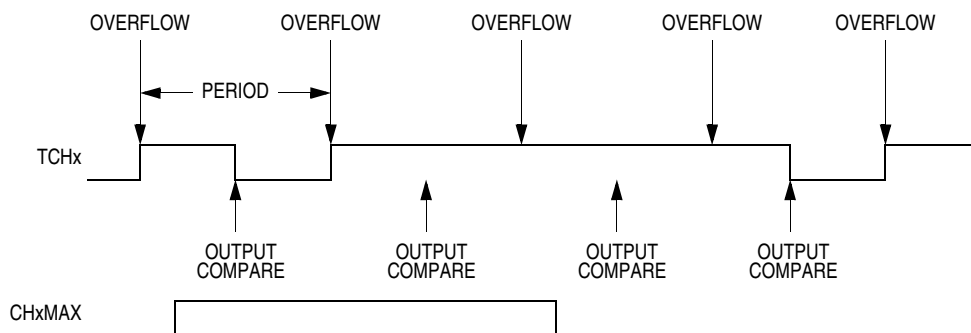 OVERFLOW OVERFLOW OVERFLOW OVERFLOW OVERFLOW
PERIOD
TCHx
OUTPUT OUTPUT OUTPUT OUTPUT
COMPARE COMPARE COMPARE COMPARE
CHxMAX